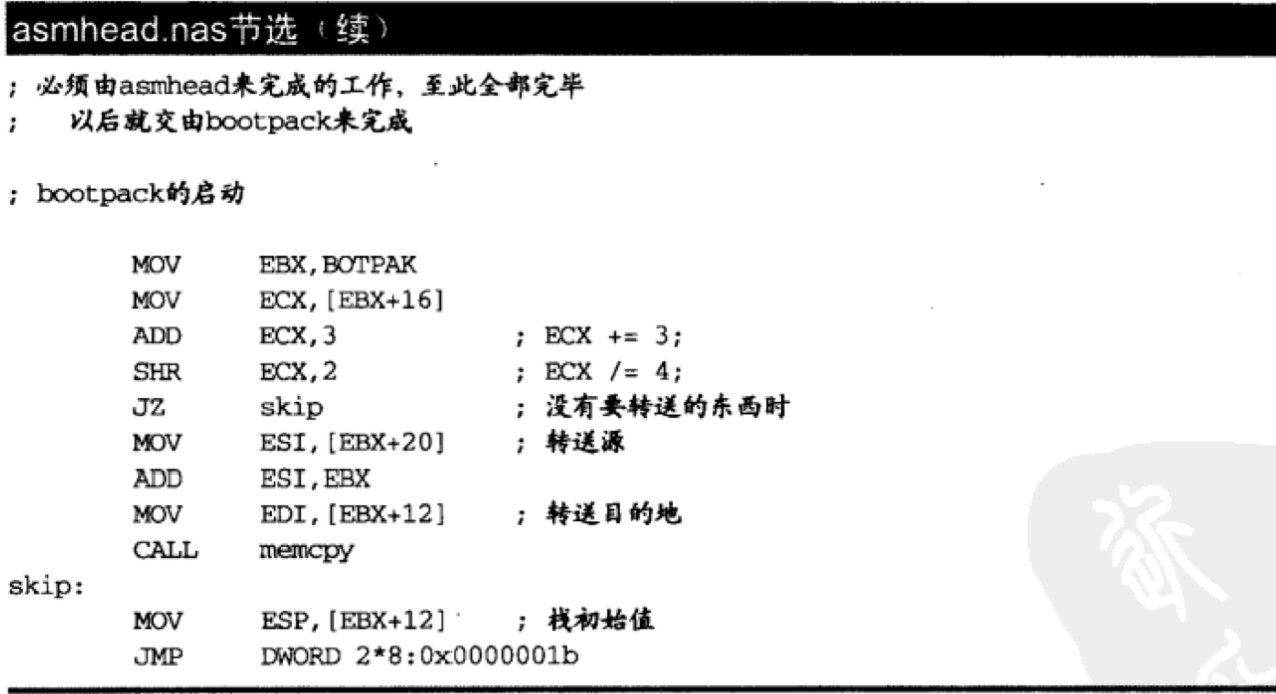 asmhead.nas节选（续）
; 必须由asmhead来完成的工作，至此全部完毕
;   以后就交由bootpack来完成
; bootpack的启动
MOV     EBX,BOTPAK
MOV     ECX,[EBX+16]
ADD     ECX,3           ; ECX += 3;
SHR     ECX,2           ; ECX /= 4;
JZ      skip            ; 没有要转送的东西时
MOV     ESI,[EBX+20]    ; 转送源
ADD     ESI,EBX
MOV     EDI,[EBX+12]    ; 转送目的地
CALL    memcpy
skip:
MOV     ESP,[EBX+12]    ; 栈初始值
JMP     DWORD 2*8:0x0000001b